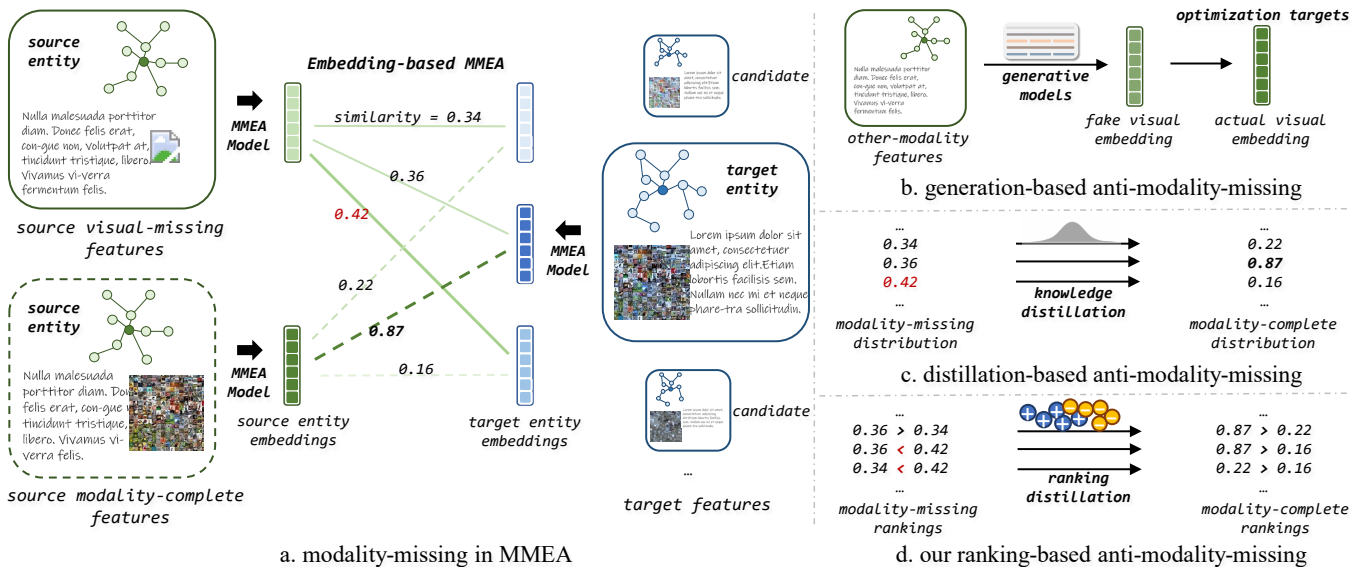 source
entity
Nulla malesuada porttitor
diam. Donec felis erat,
con-gue non, volutpat at,
tincidunt tristique, libero.
Vivamus vi-verra
fermentum felis.
source visual-missing
features
source
entity
Nulla malesuada
porttitor diam.
felis erat, con-gue
tincidunt tristique,
libero. Vivamus vi-
verra felis.
source modality-complete
features
MMEA
Model
MMEA
Model
Embedding-based MMEA
similarity = 0.34
0.36
0.42
0.22
0.87
0.16
source entity
embeddings
target entity
embeddings
MMEA
Model
candidate
target
entity
Lorem ipsum dolor sit
amet, consectetuer
adipiscing elit.Etiam
lobortis facilisis sem.
Nullam nec mi et neque
phare-tra sollicitudin.
candidate
...
target features
a. modality-missing in MMEA
Nulla malesuada porttitor
diam. Donec felis erat,
con-gue non, volutpat at,
tincidunt tristique, libero.
Vivamus vi-verra
fermentum felis.
other-modality
features
generative
models
fake visual
embedding
optimization targets
actual visual
embedding
b. generation-based anti-modality-missing
...
0.34
0.36
0.42
...
modality-missing
distribution
knowledge
distillation
...
0.22
0.87
0.16
...
modality-complete
distribution
c. distillation-based anti-modality-missing
...
0.36 > 0.34
0.36 < 0.42
0.34 < 0.42
...
modality-missing
rankings
ranking
distillation
...
0.87 > 0.22
0.87 > 0.16
0.22 > 0.16
...
modality-complete
rankings
d. our ranking-based anti-modality-missing